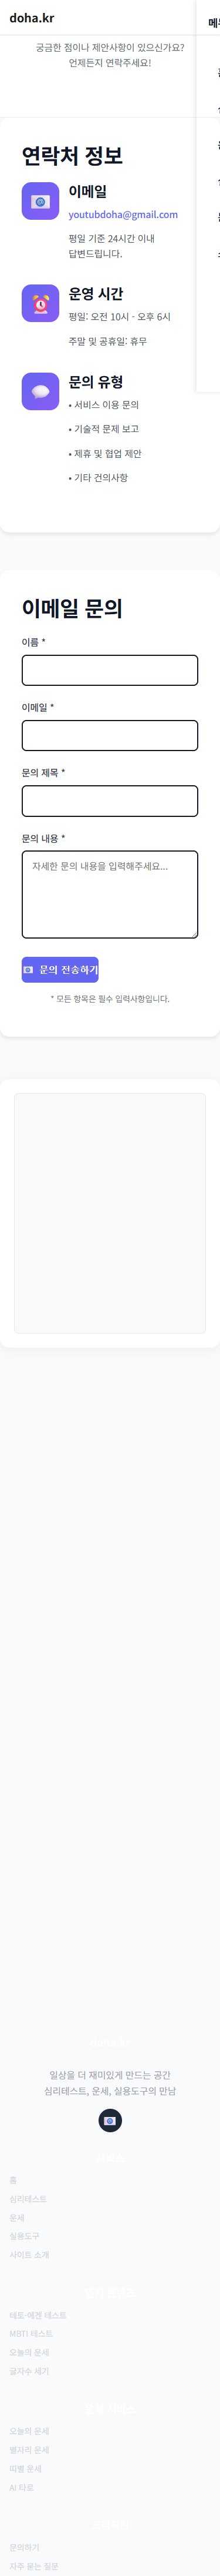 doha.kr
궁금한 점이나 제안사항이 있으신가요?
언제든지 연락주세요!
연락처 정보
이메일
youtubdoha@gmail.com
평일 기준 24시간 이내
답변드립니다.
운영 시간
평일: 오전 10시 - 오후 6시
주말 및 공휴일: 휴무
문의 유형
• 서비스 이용 문의
• 기술적 문제 보고
• 제휴 및 협업 제안
• 기타 건의사항
이메일 문의
이름 *
이메일 *
문의 제목 *
문의 내용 *
자세한 문의 내용을 입력해주세요...
문의 전송하기
* 모든 항목은 필수 입력사항입니다.
일상을 더 재미있게 만드는 공간
심리테스트, 운세, 실용도구의 만남
홈
심리테스트
운세
실용도구
사이트 소개
테토-에겐 테스트
MBTI 테스트
오늘의 운세
글자수 세기
오늘의 운세
별자리 운세
띠별 운세
AI 타로
문의하기
자주 묻는 질문